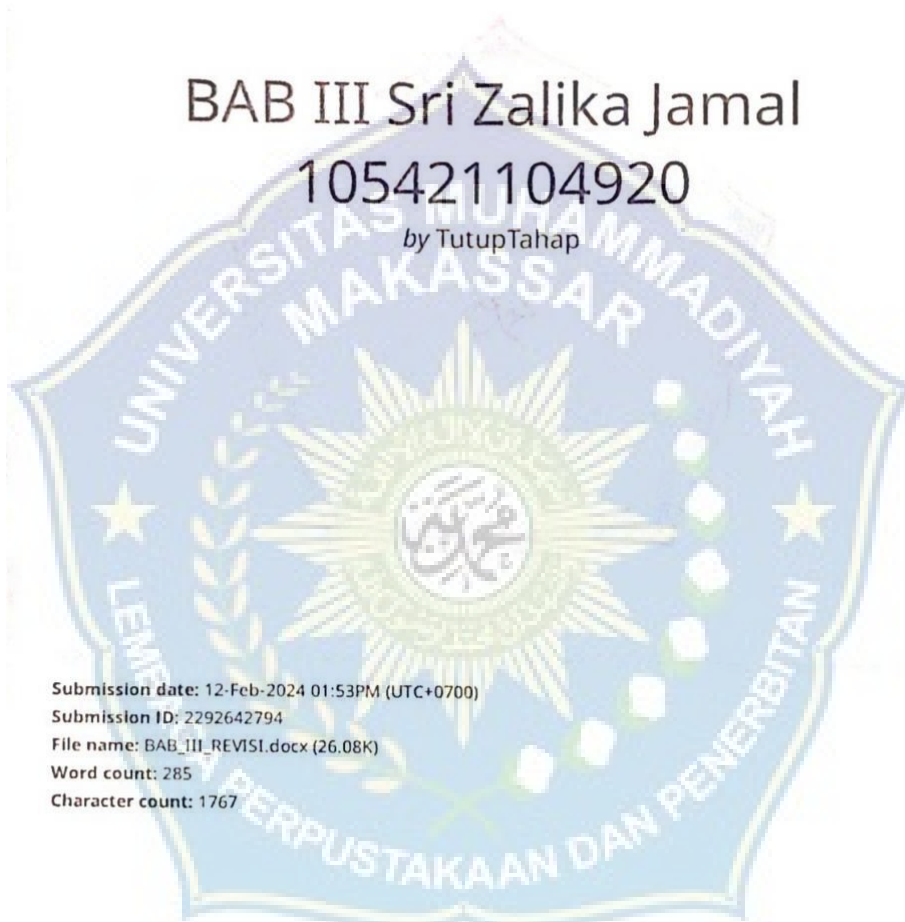 BAB III Sri Zalika Jamal
105421104920
by TutupTahap
UNIVERSITAS MUHAMMADIYAH
MAKASSAR
LEMBAGA PERPUSTAKAAN DAN PENERBITAN
Submission date: 12-Feb-2024 01:53PM (UTC+0700)
Submission ID: 2292642794
File name: BAB_III_REVISI.docx (26.08K)
Word count: 285
Character count: 1767